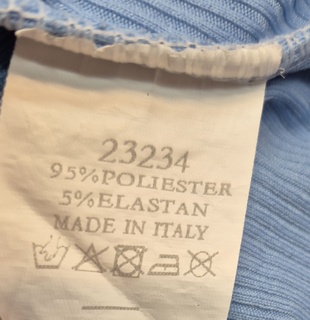 23234
95%POLIESTER
5%ELASTAN
MADE IN ITALY